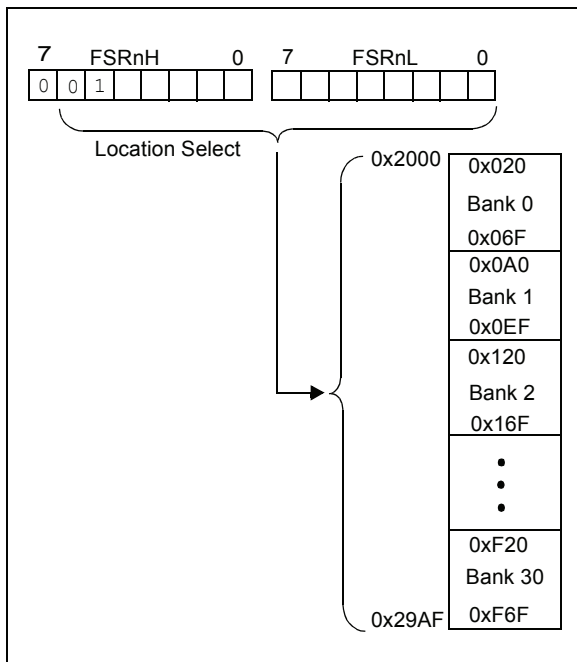 7 FSRnH 0 7 FSRnL 0
0 0 1
Location Select
0x2000
0x020
Bank 0
0x06F
0x0A0
Bank 1
0x0EF
0x120
Bank 2
0x16F
0xF20
Bank 30
0xF6F
0x29AF